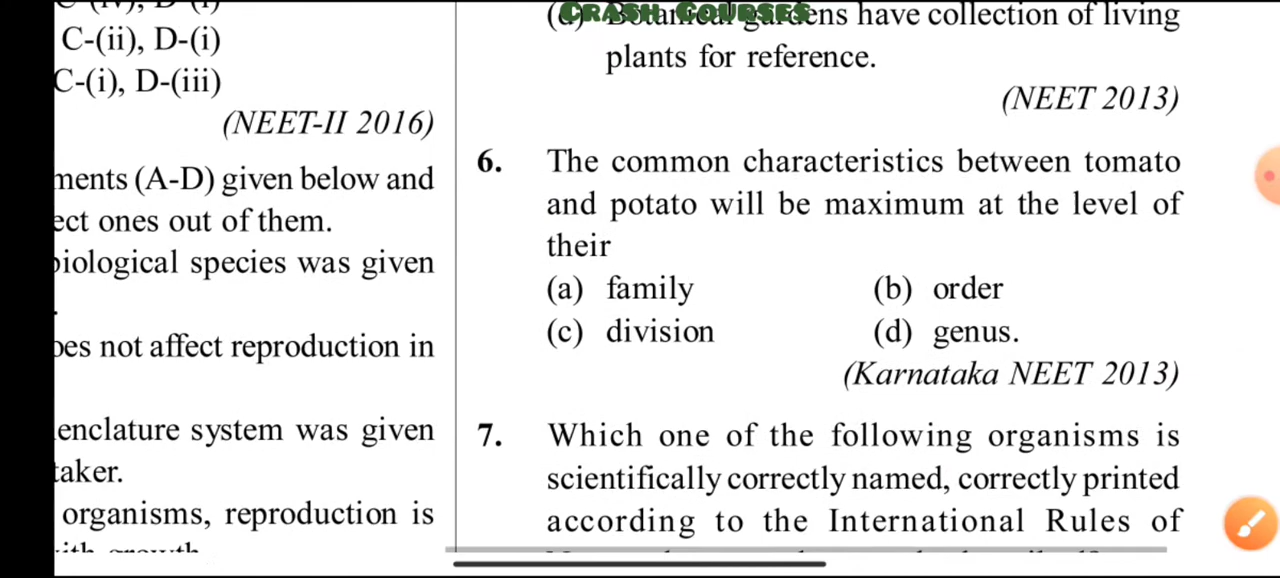 C-(ii), D-(i)
C-(i), D-(iii)
(NEET-II 2016)
ments (A-D) given below and
ect ones out of them.
biological species was given
.
oes not affect reproduction in
enclature system was given
taker.
organisms, reproduction is
growth
Crash Courses
(d) Botanical gardens have collection of living
plants for reference.
(NEET 2013)
6. The common characteristics between tomato
and potato will be maximum at the level of
their
(a) family (b) order
(c) division (d) genus.
(Karnataka NEET 2013)
7. Which one of the following organisms is
scientifically correctly named, correctly printed
according to the International Rules of